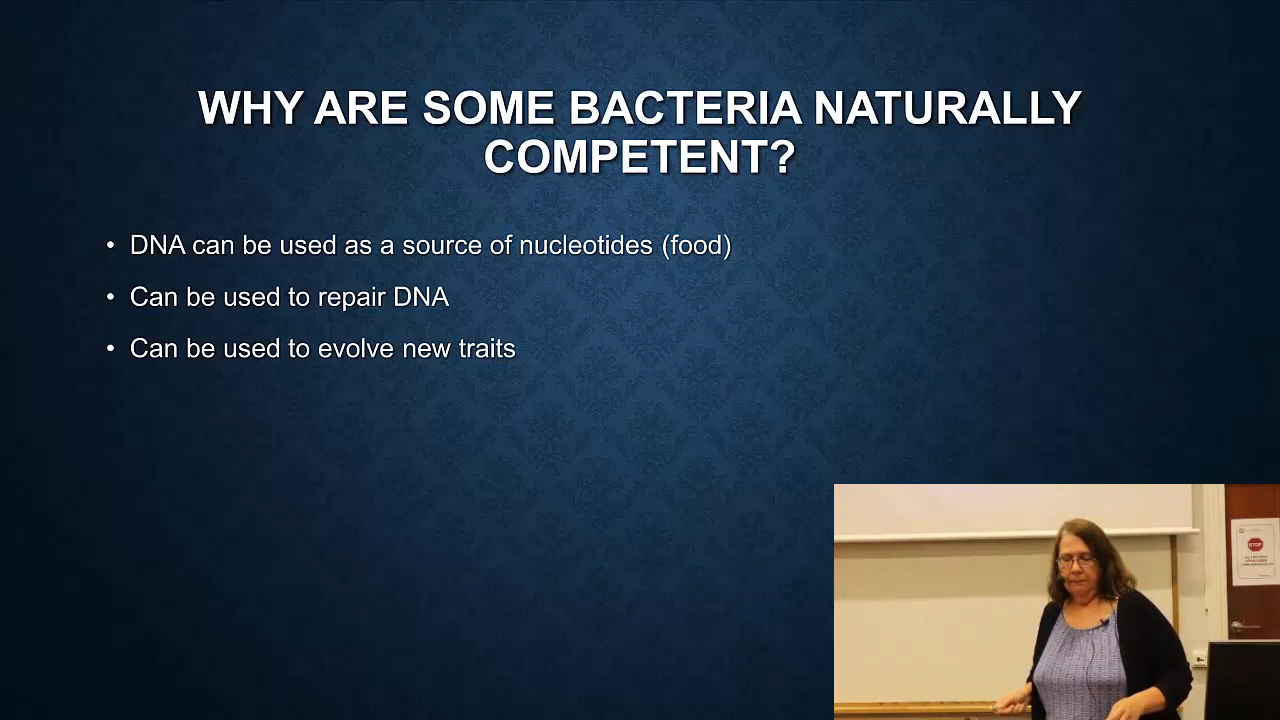 WHY ARE SOME BACTERIA NATURALLY
COMPETENT?
• DNA can be used as a source of nucleotides (food)
• Can be used to repair DNA
• Can be used to evolve new traits
STOP